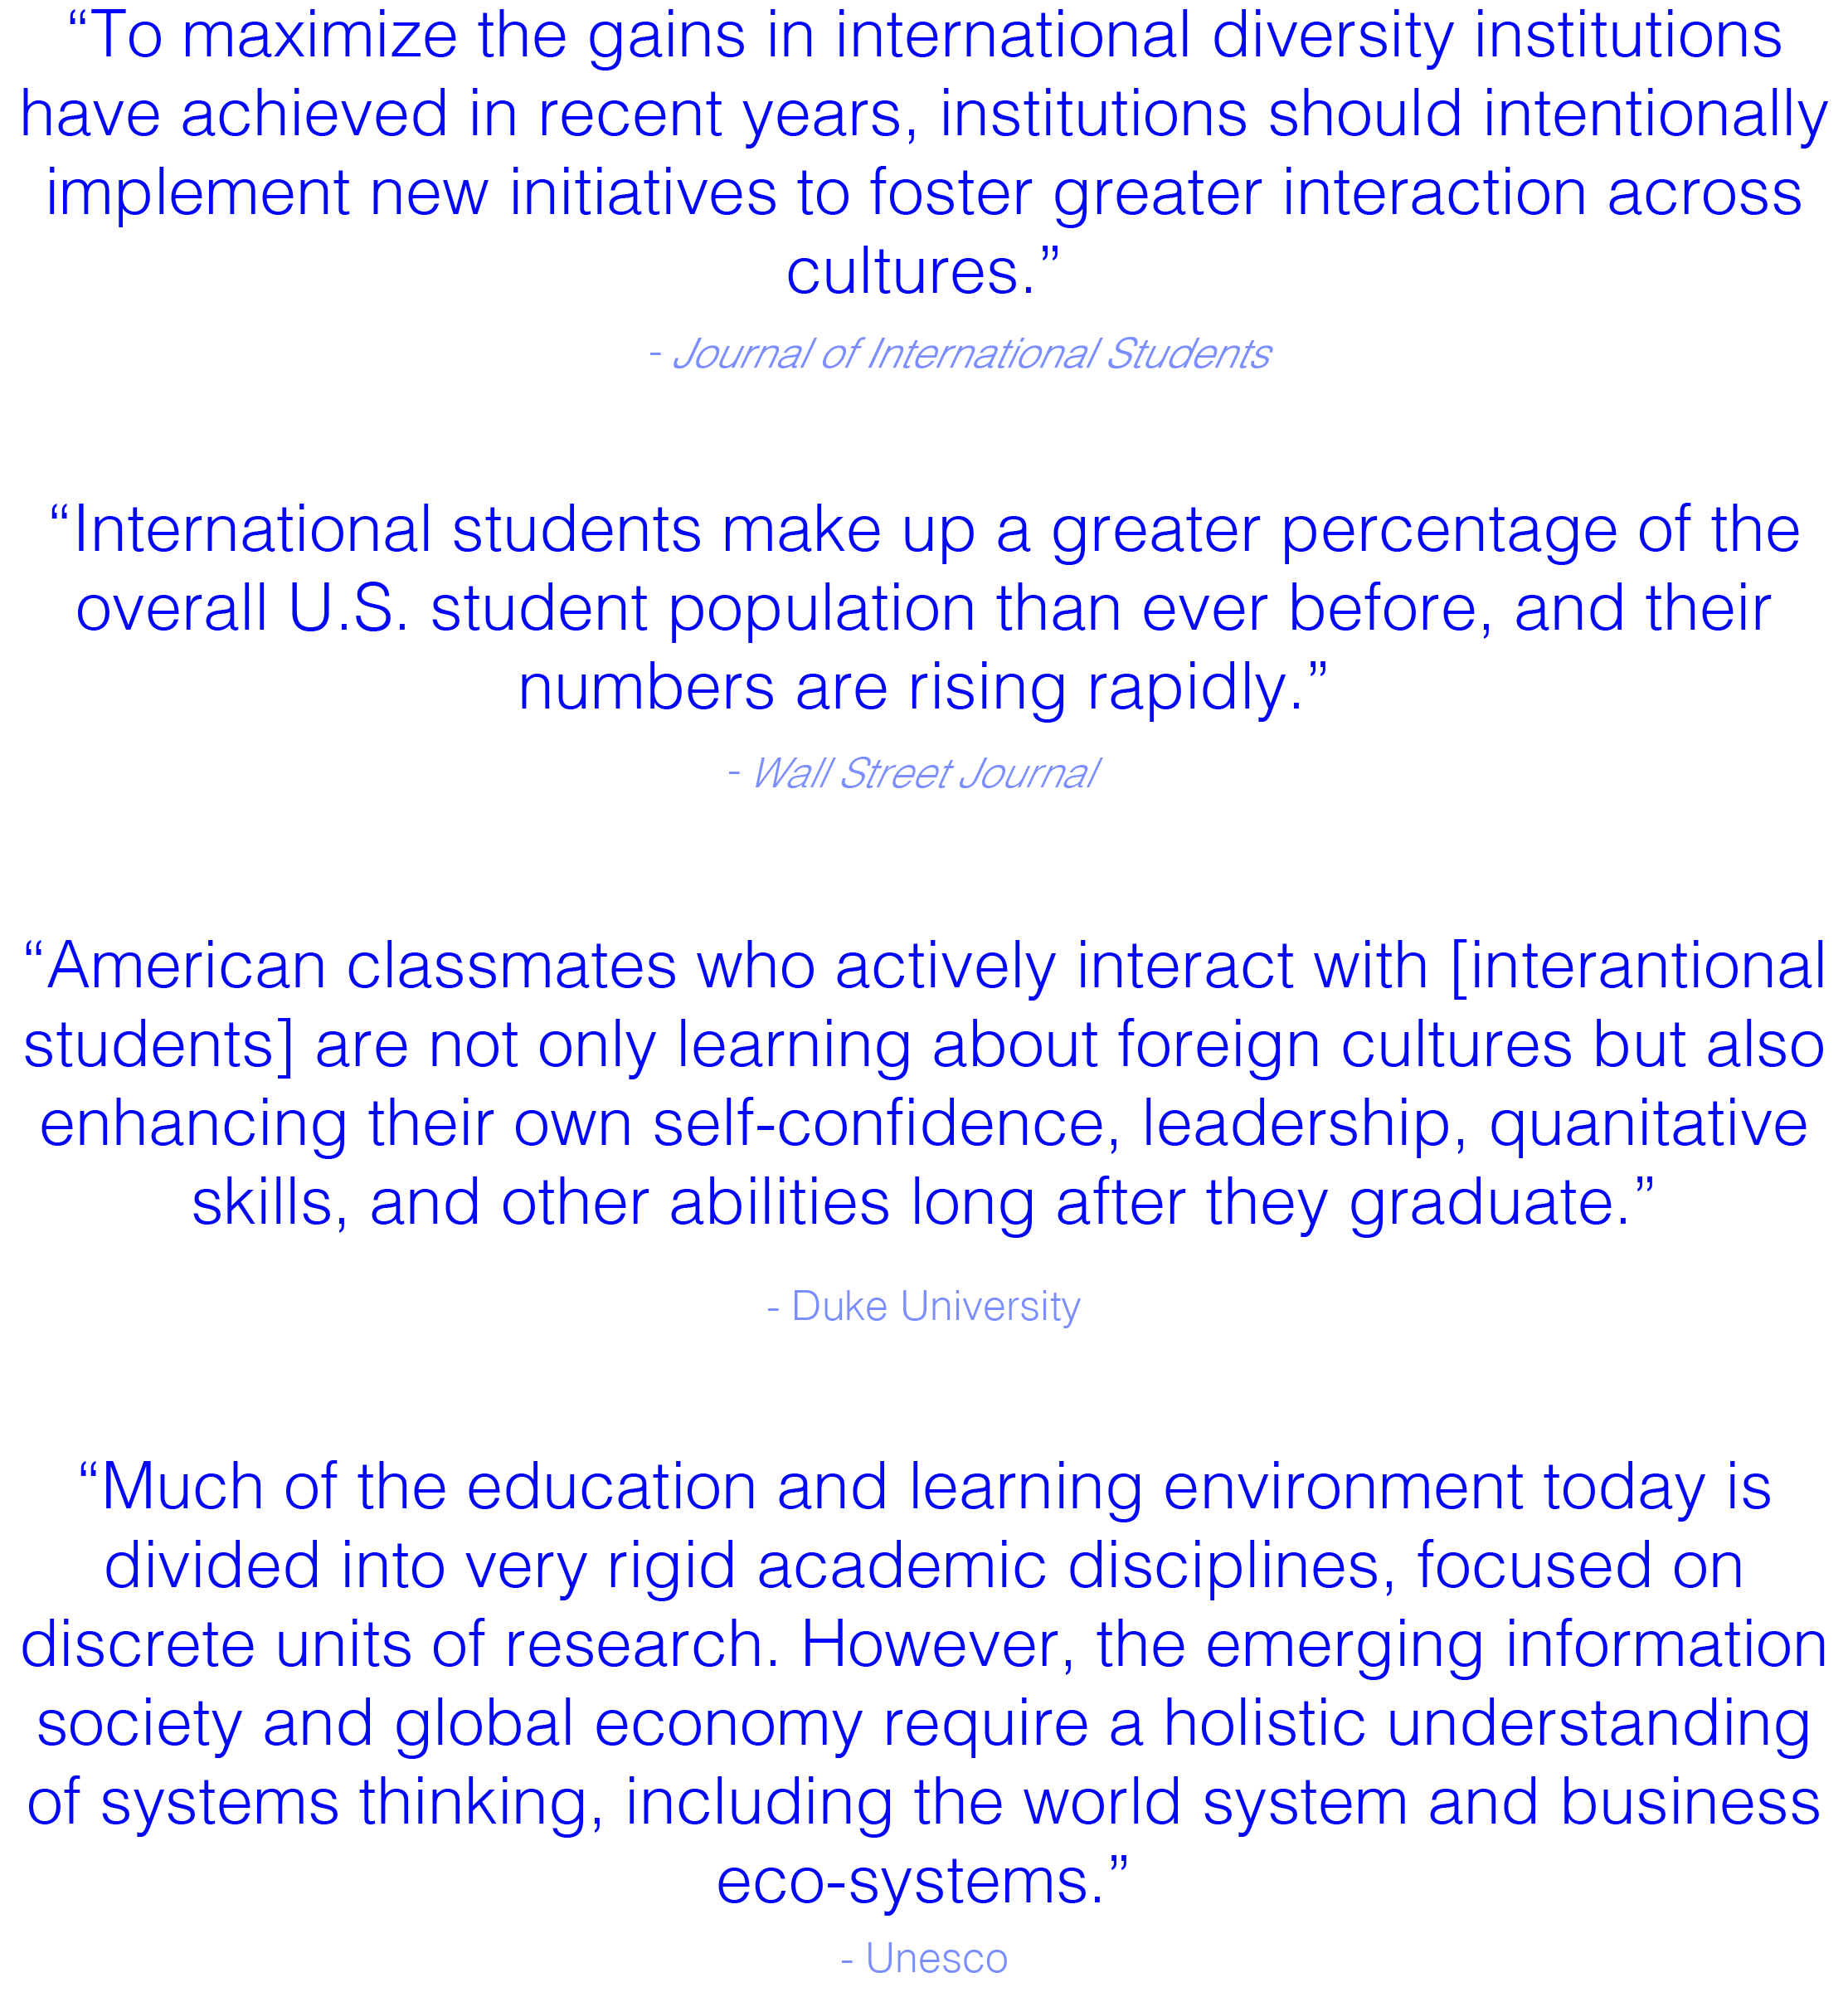 “To maximize the gains in international diversity institutions
have achieved in recent years, institutions should intentionally
implement new initiatives to foster greater interaction across
cultures.”
- Journal of International Students
“International students make up a greater percentage of the
overall U.S. student population than ever before, and their
numbers are rising rapidly.”
- Wall Street Journal
“American classmates who actively interact with [interantional
students] are not only learning about foreign cultures but also
enhancing their own self-confidence, leadership, quanitative
skills, and other abilities long after they graduate.”
- Duke University
“Much of the education and learning environment today is
divided into very rigid academic disciplines, focused on
discrete units of research. However, the emerging information
society and global economy require a holistic understanding
of systems thinking, including the world system and business
eco-systems.”
- Unesco